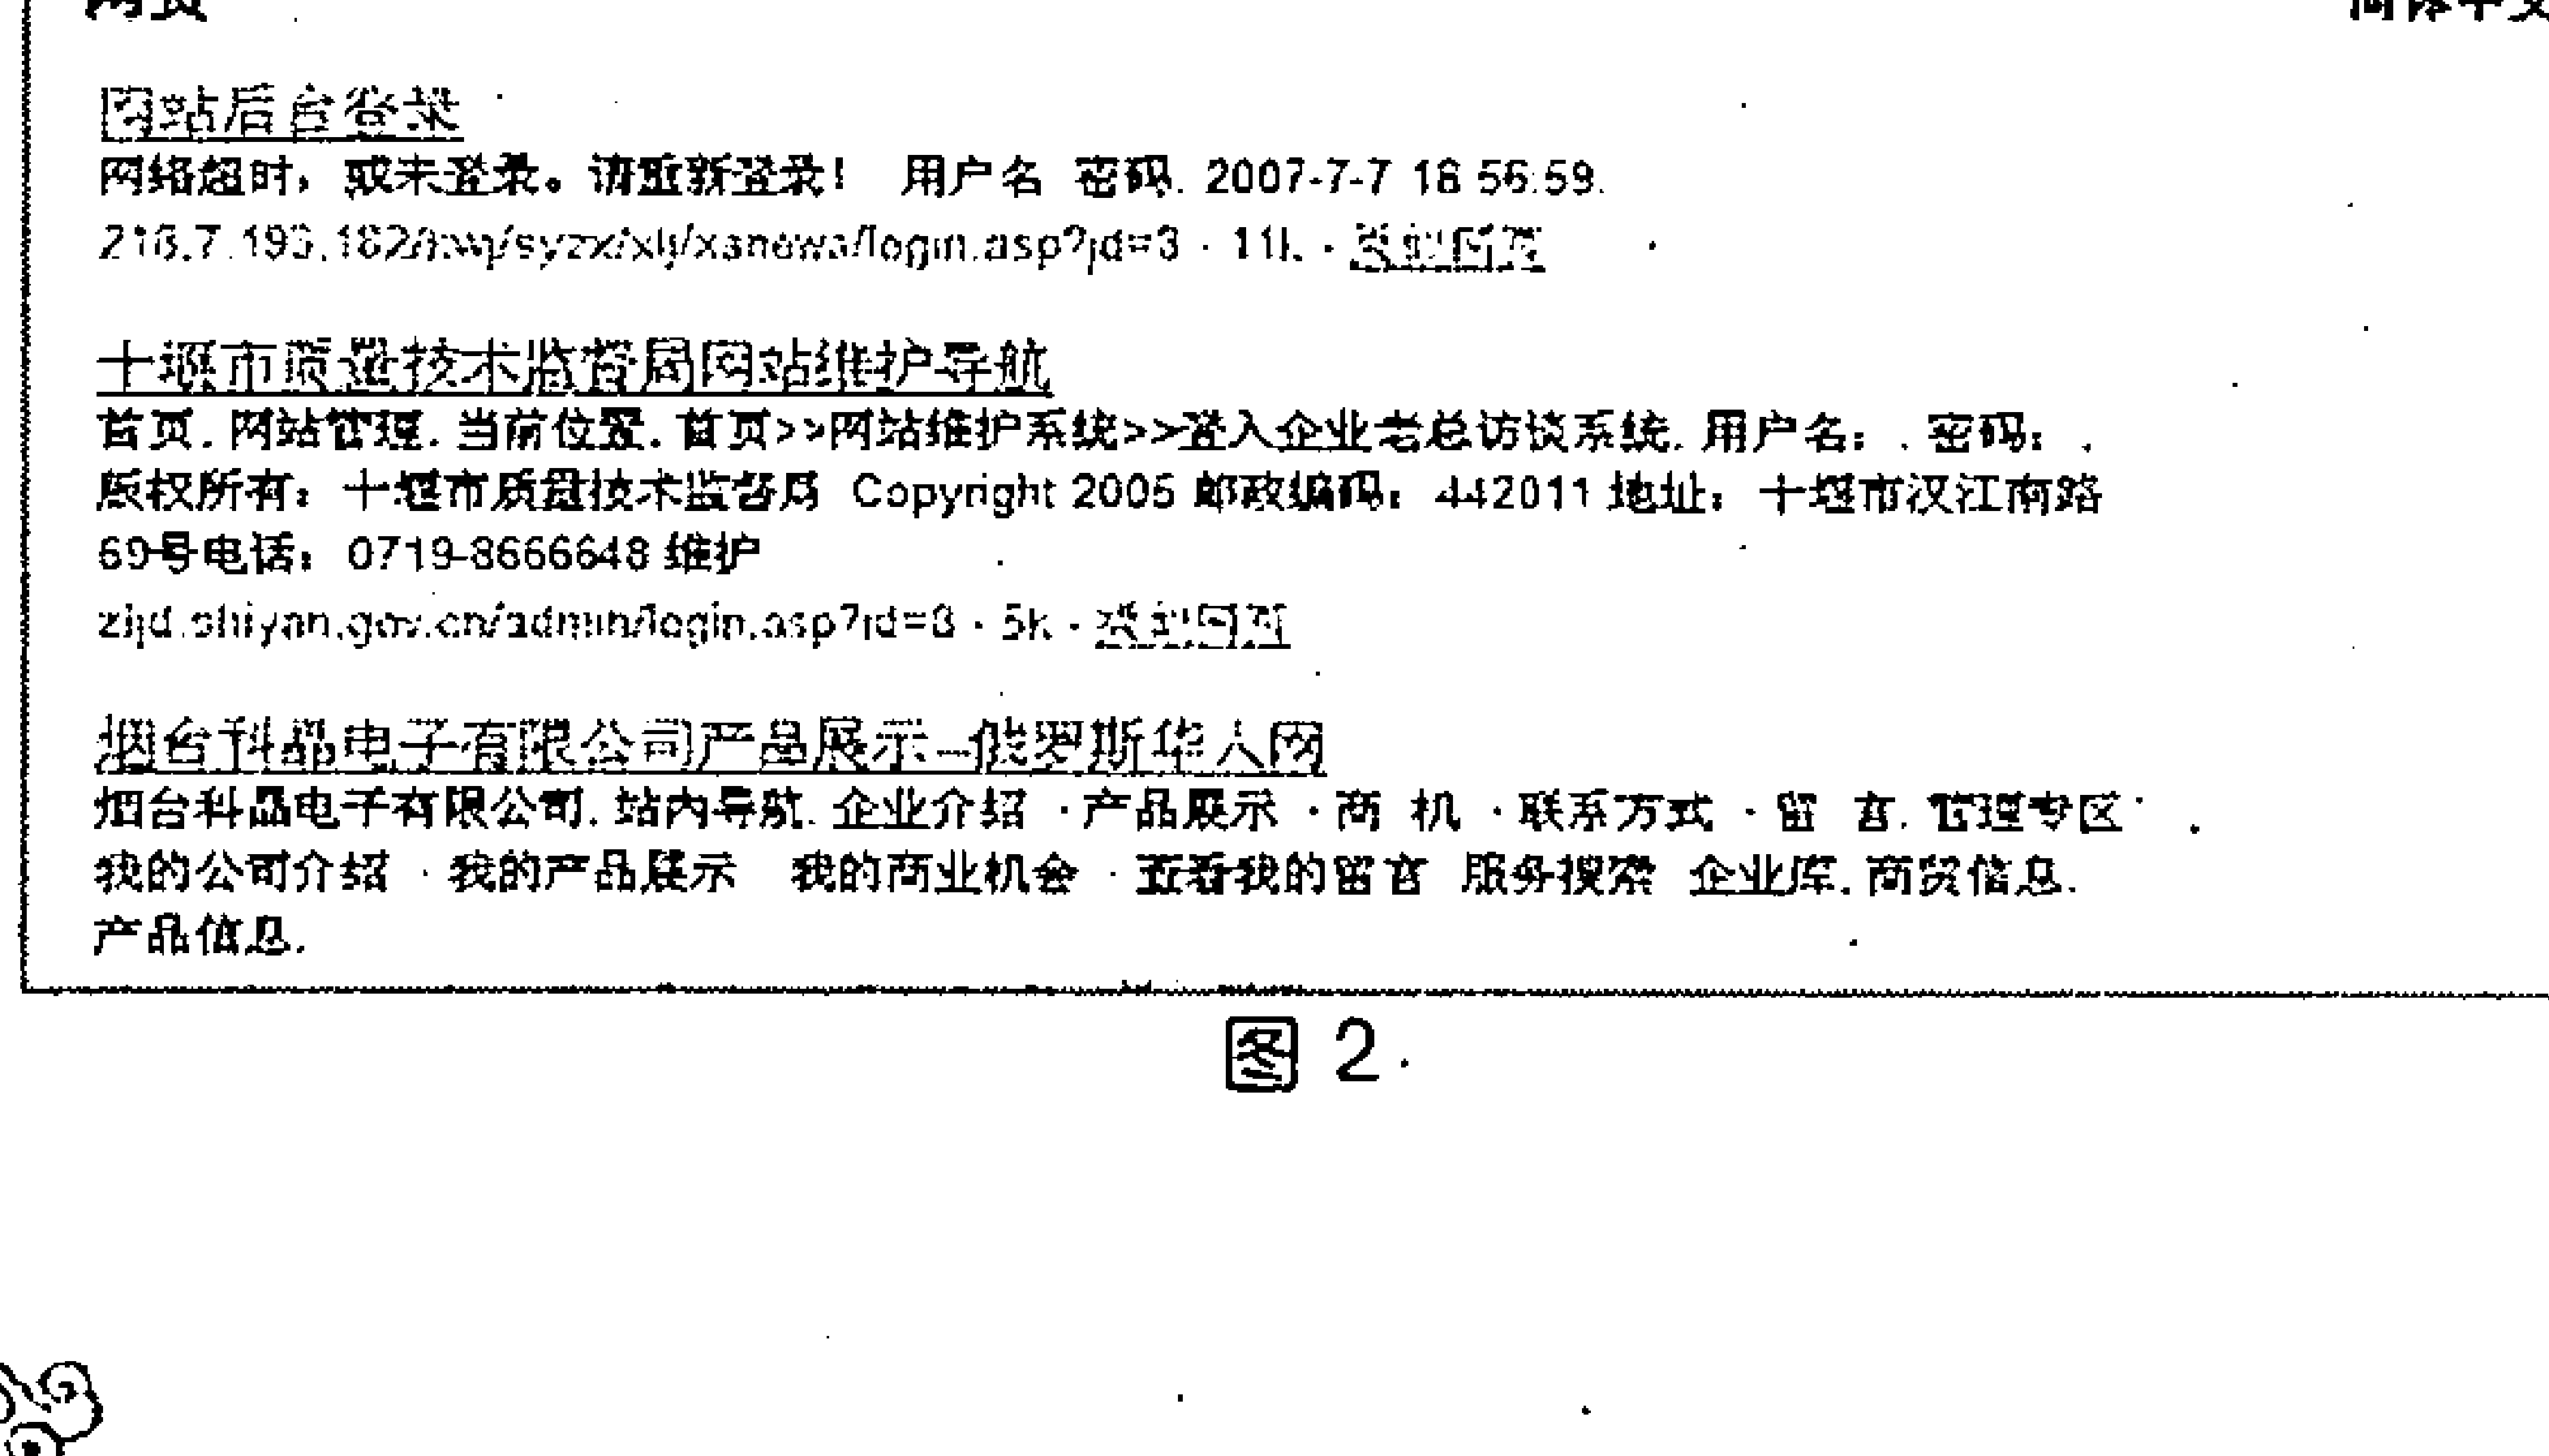 网页 简体中文
网站后台登录
网络超时，或未登录。请重新登录！ 用户名 密码. 2007-7-7 16 56:59.
login.asp?id=3 · 11k ·
十堰市质量技术监督局网站维护导航
首页. 网站管理. 当前位置. 首页>>网站维护系统>>登入企业老总访谈系统. 用户名：. 密码：.
版权所有：十堰市质量技术监督局 Copyright 2005 邮政编码：442011 地址：十堰市汉江南路
69号电话：0719-8666648 维护
zljd.shiyan.gov.cn/admin/login.asp?id=3 · 5k ·
烟台科晶电子有限公司产品展示--俄罗斯华人网
烟台科晶电子有限公司. 站内导航. 企业介绍 ·产品展示 ·商 机 ·联系方式 ·留 言. 管理专区 .
我的公司介绍 ·我的产品展示 我的商业机会 ·查看我的留言 服务搜索 企业库. 商贸信息.
产品信息.
图 2